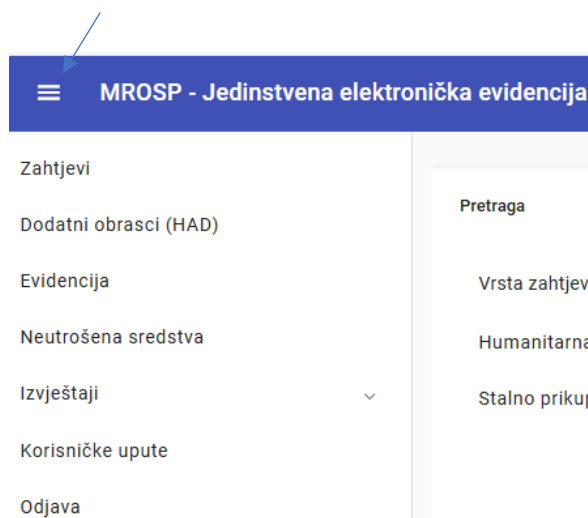 MROSP - Jedinstvena elektronička evidencija
Zahtjevi
Dodatni obrasci (HAD)
Evidencija
Neutrošena sredstva
Izvještaji
Korisničke upute
Odjava
Pretraga
Vrsta zahtjev
Humanitarna
Stalno prikup